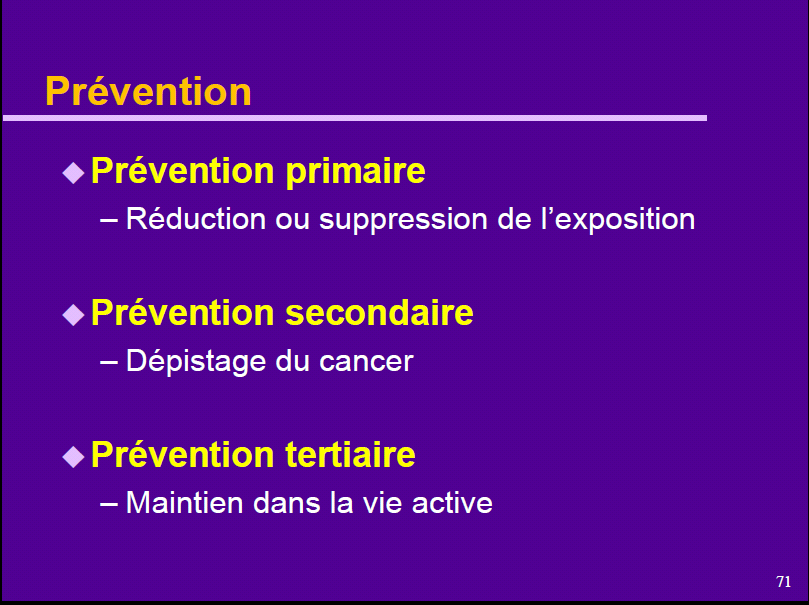 Prévention
Prévention primaire
– Réduction ou suppression de l’exposition
Prévention secondaire
– Dépistage du cancer
Prévention tertiaire
– Maintien dans la vie active
71